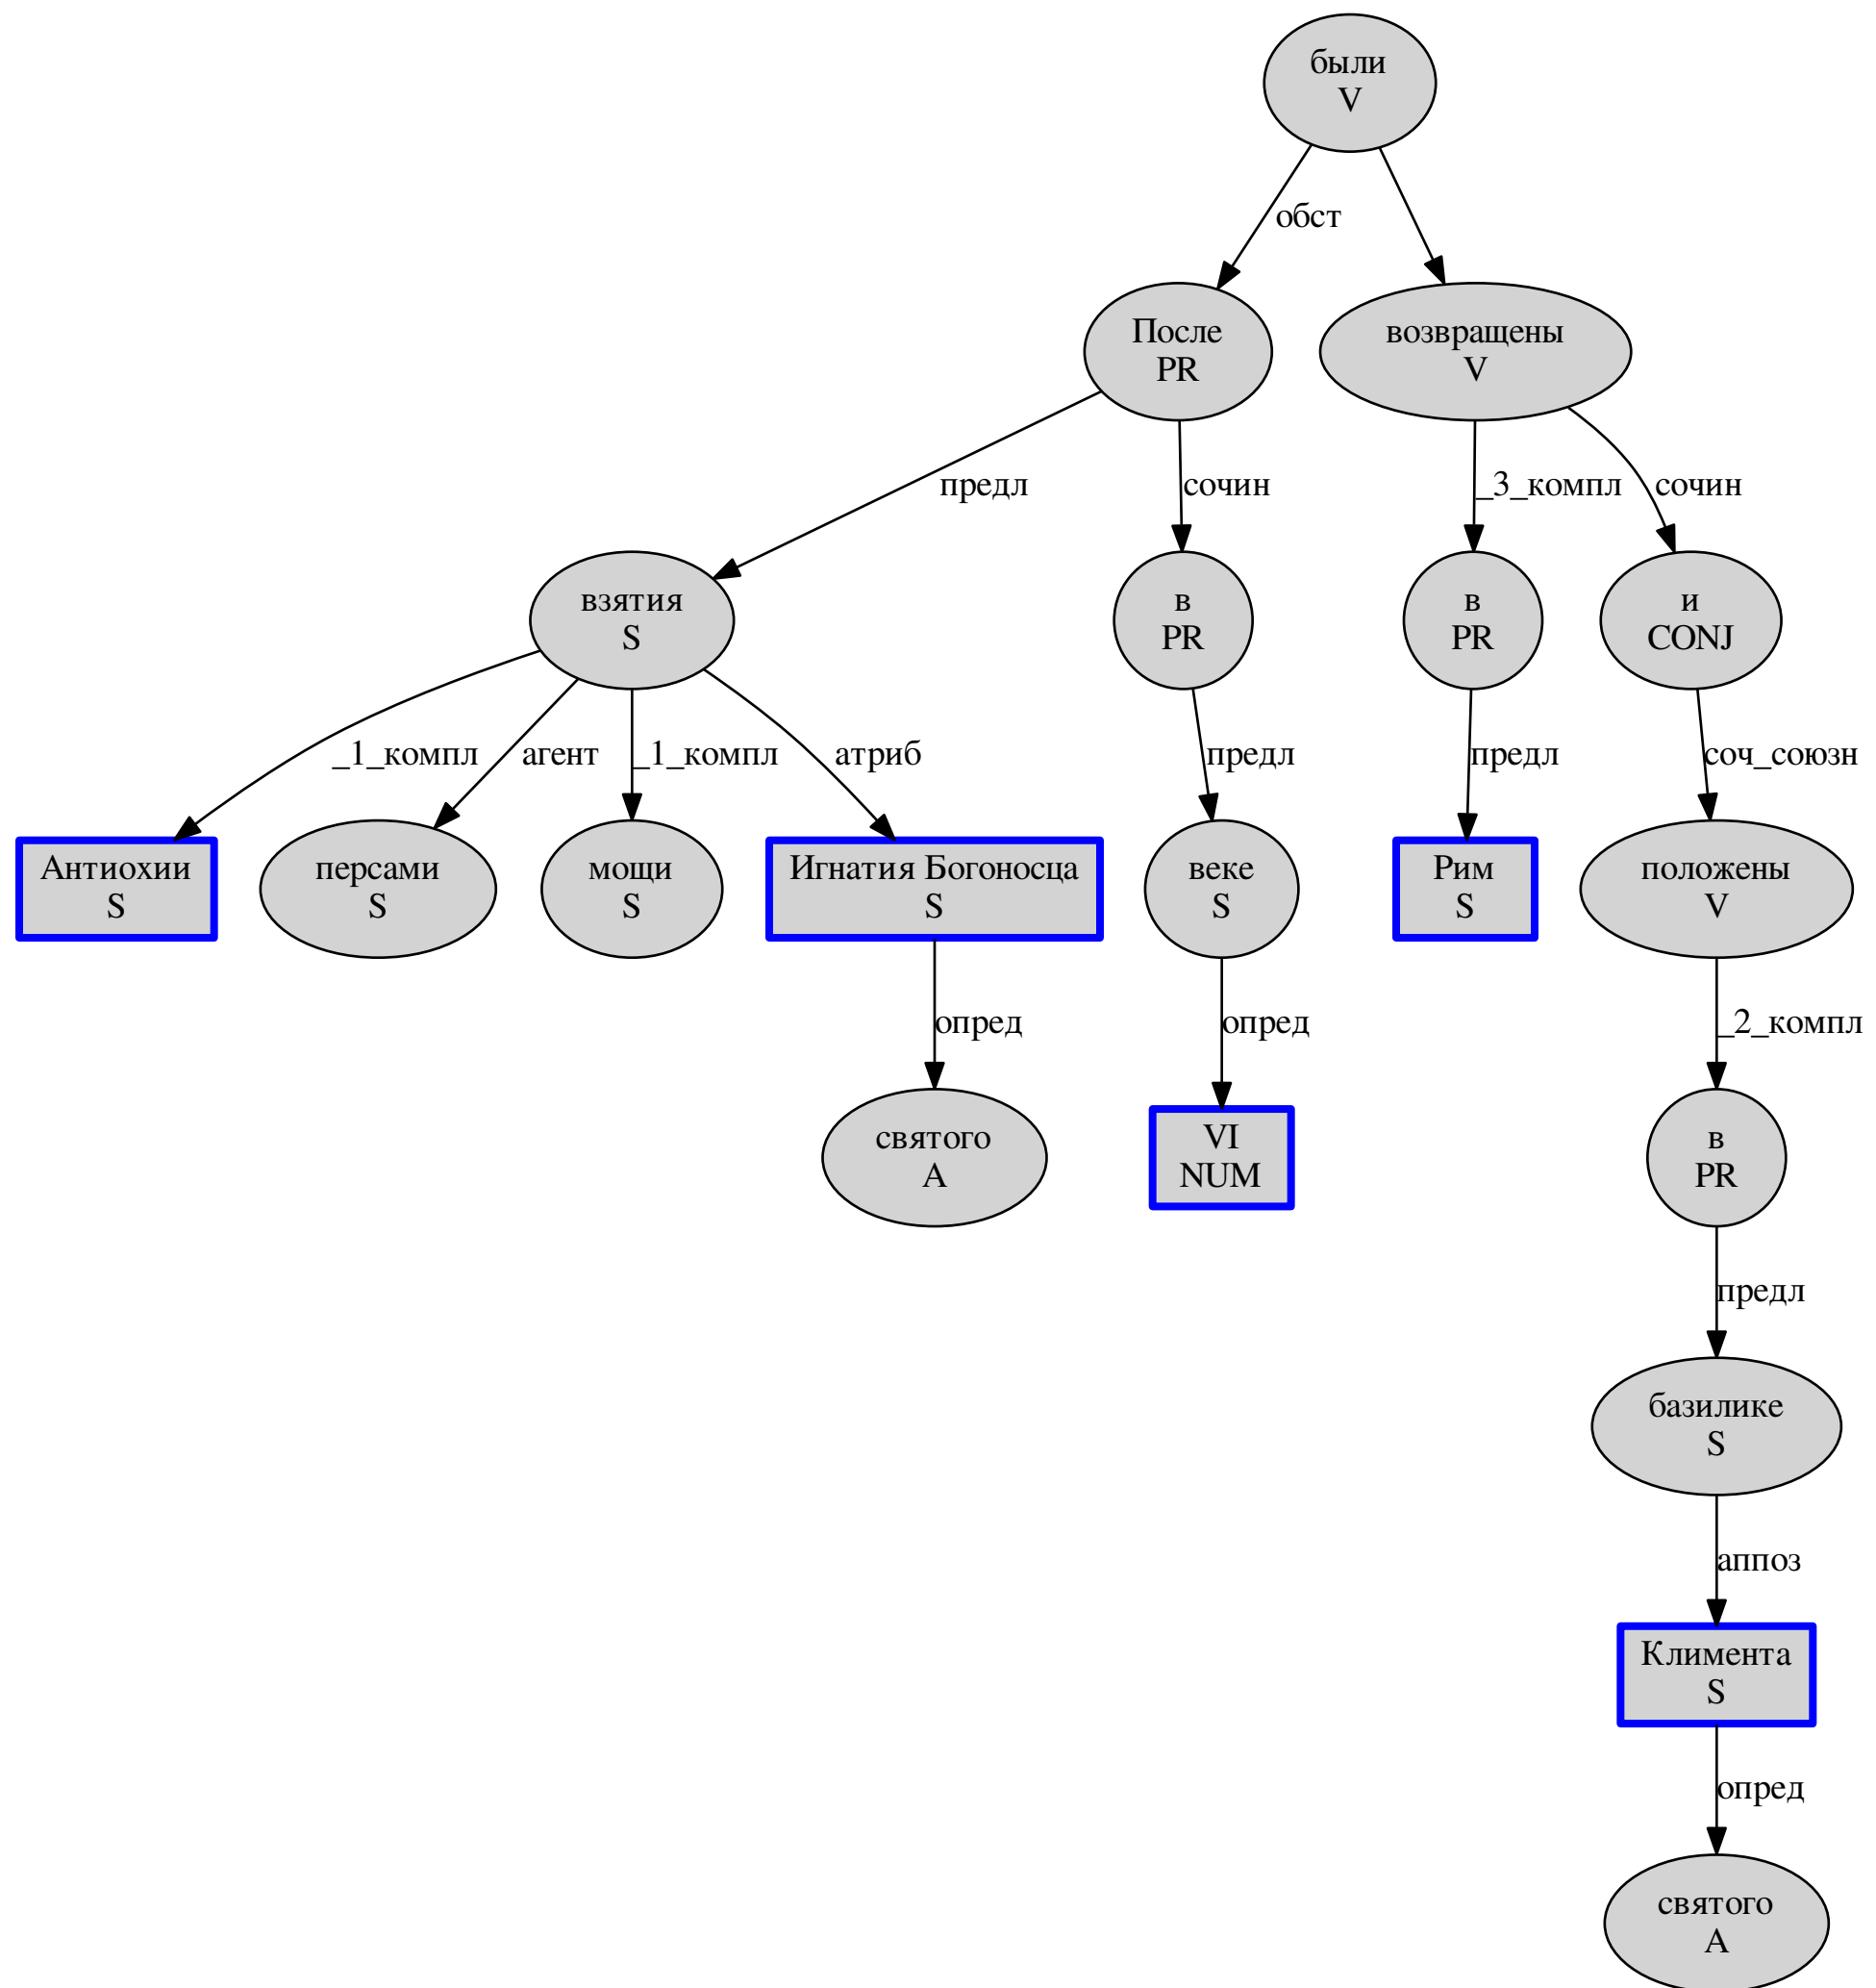 были
V
обст
После
PR
возвращены
V
предл
сочин
_3_компл
сочин
взятия
S
в
PR
в
PR
и
CONJ
_1_компл
агент
_1_компл
атриб
предл
предл
соч_союзн
Антиохии
S
персами
S
мощи
S
Игнатия Богоносца
S
веке
S
Рим
S
положены
V
опред
опред
_2_компл
святого
A
VI
NUM
в
PR
предл
базилике
S
аппоз
Климента
S
опред
святого
A